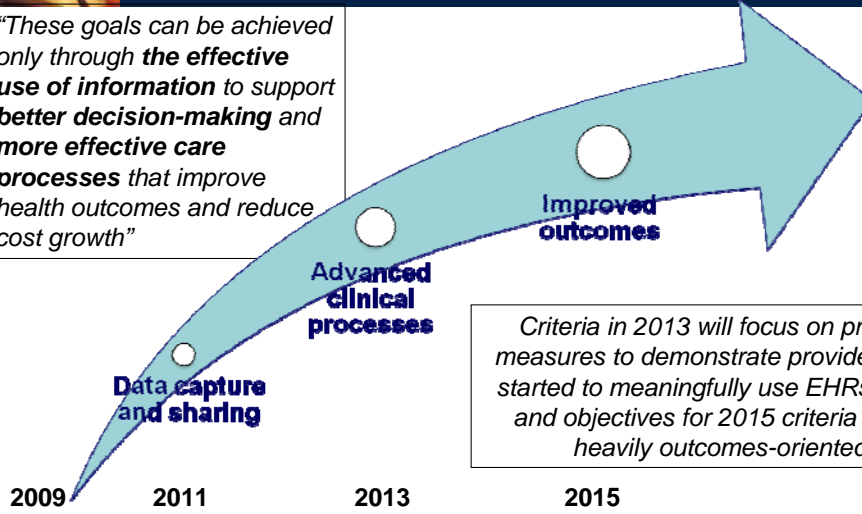 “These goals can be achieved
only through the effective
use of information to support
better decision-making and
more effective care
processes that improve
health outcomes and reduce
cost growth”
Improved
outcomes
Advanced
clinical
processes
Data capture
and sharing
Criteria in 2013 will focus on
measures to demonstrate
started to meaningfully use EHRs
and objectives for 2015 criteria
heavily outcomes-oriented
2009 2011 2013 2015